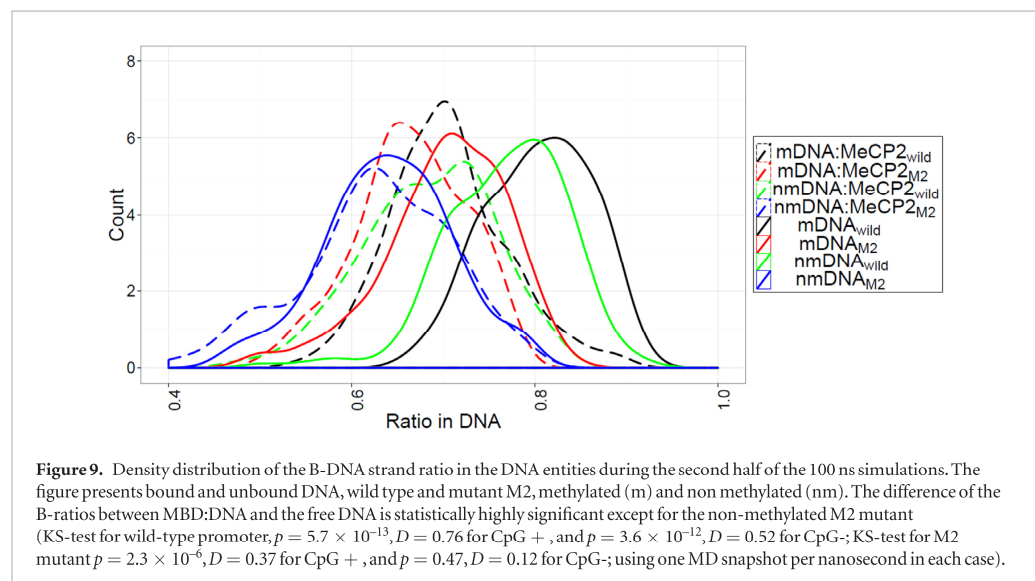 8
6
4
2
0
Count
0.4
0.6
0.8
1.0
Ratio in DNA
mDNA:MeCP2wild
mDNA:MeCP2M2
nmDNA:MeCP2wild
nmDNA:MeCP2M2
mDNAwild
mDNAM2
nmDNAwild
nmDNAM2
Figure 9. Density distribution of the B-DNA strand ratio in the DNA entities during the second half of the 100 ns simulations. The
figure presents bound and unbound DNA, wild type and mutant M2, methylated (m) and non methylated (nm). The difference of the
B-ratios between MBD:DNA and the free DNA is statistically highly significant except for the non-methylated M2 mutant
(KS-test for wild-type promoter, p = 5.7 × 10⁻¹³, D = 0.76 for CpG + , and p = 3.6 × 10⁻¹², D = 0.52 for CpG-; KS-test for M2
mutant p = 2.3 × 10⁻⁶, D = 0.37 for CpG + , and p = 0.47, D = 0.12 for CpG-; using one MD snapshot per nanosecond in each case).